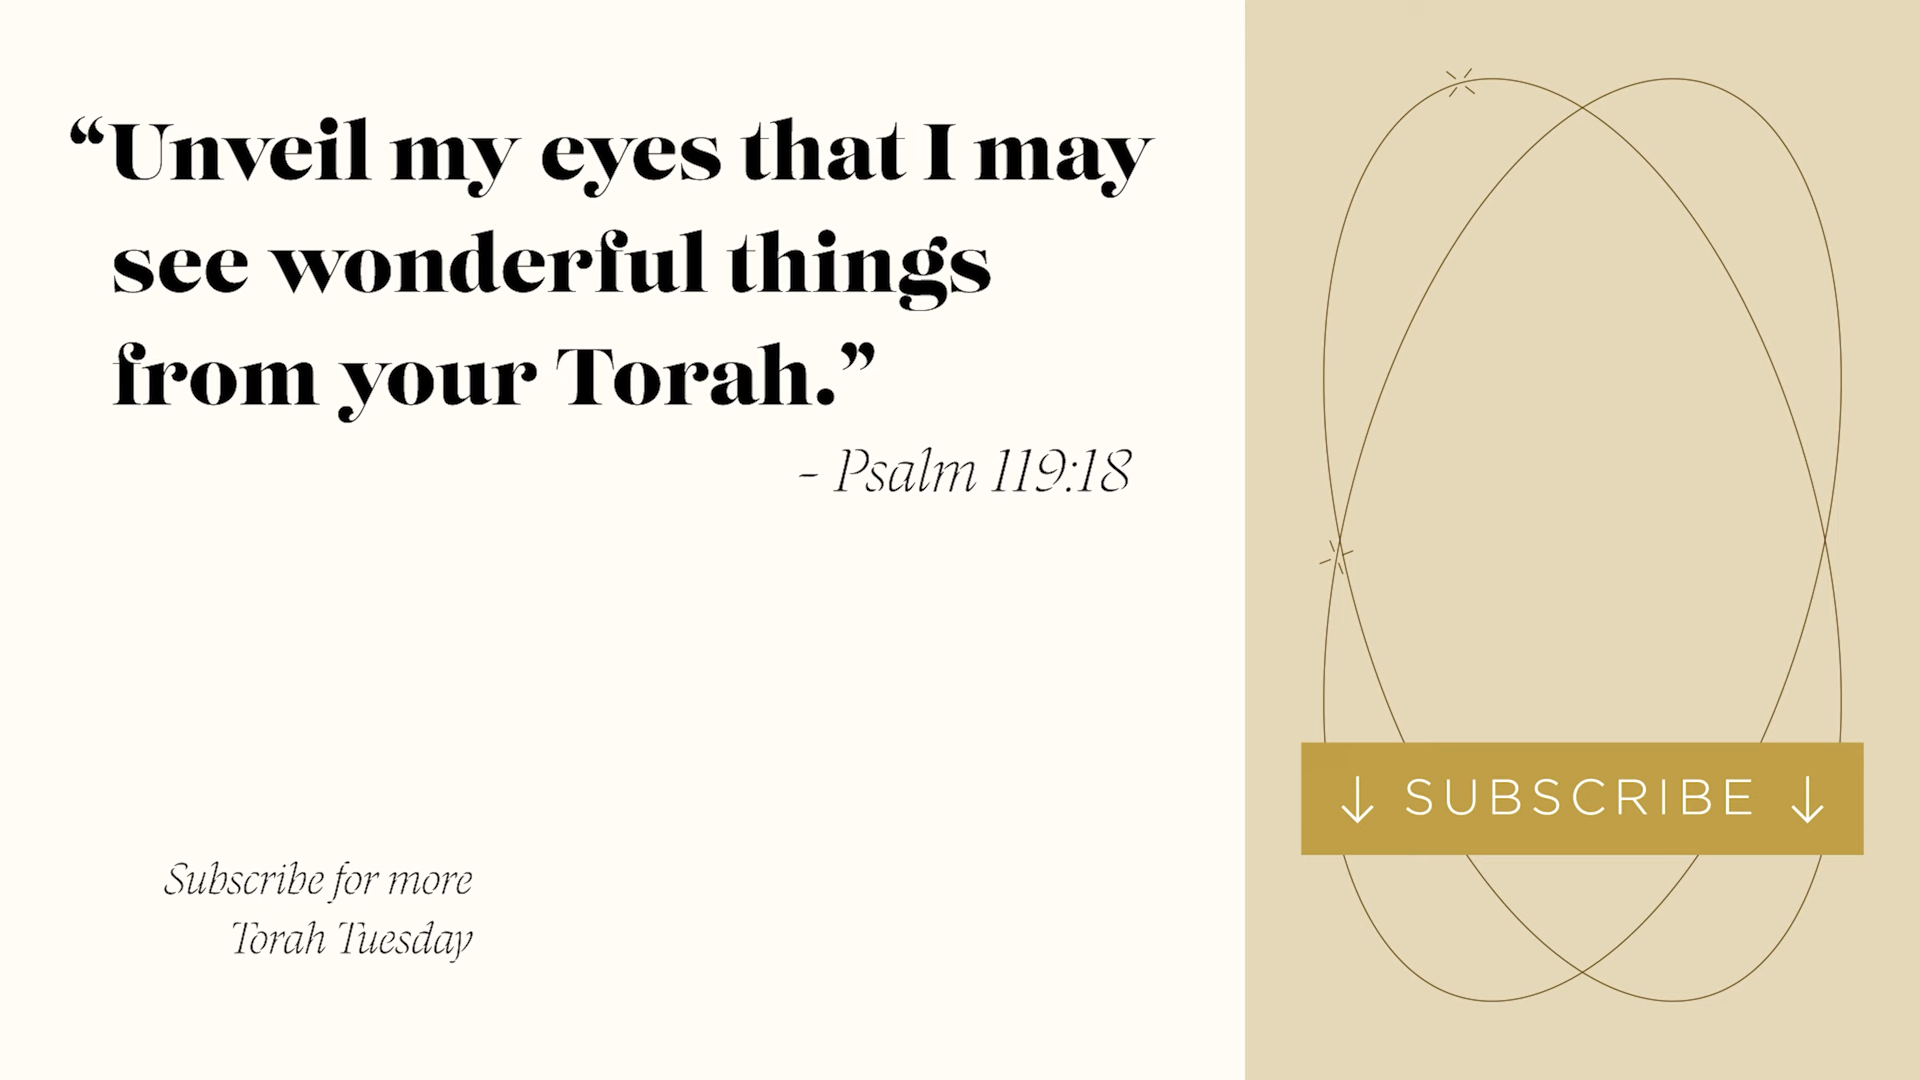 “Unveil my eyes that I may
see wonderful things
from your Torah.”
- Psalm 119:18
Subscribe for more
Torah Tuesday
↓ SUBSCRIBE ↓